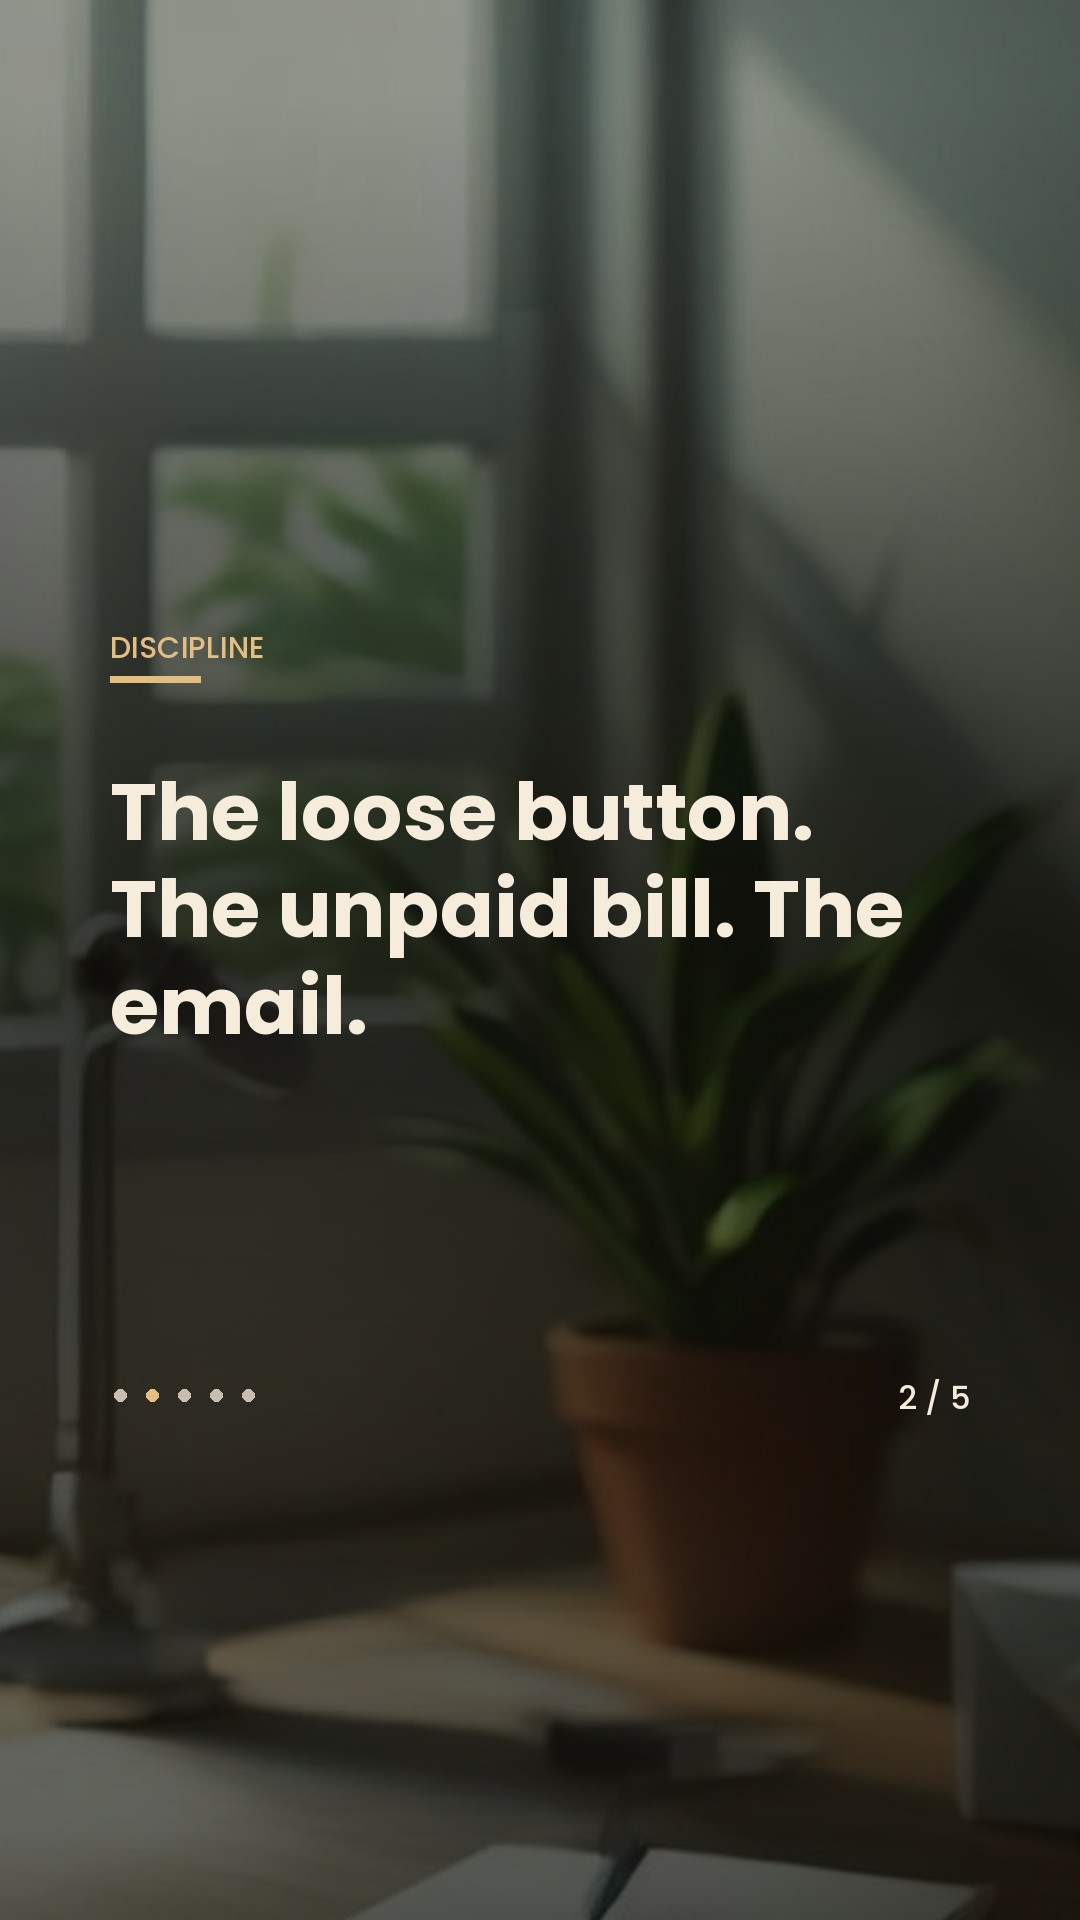 DISCIPLINE
The loose button.
The unpaid bill. The
email.
2 / 5